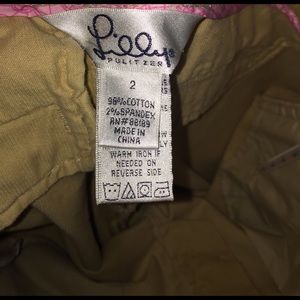 Lilly
PULITZER
2
98% COTTON
2% SPANDEX
RN# 88189
MADE IN
CHINA
WARM IRON IF
NEEDED ON
REVERSE SIDE